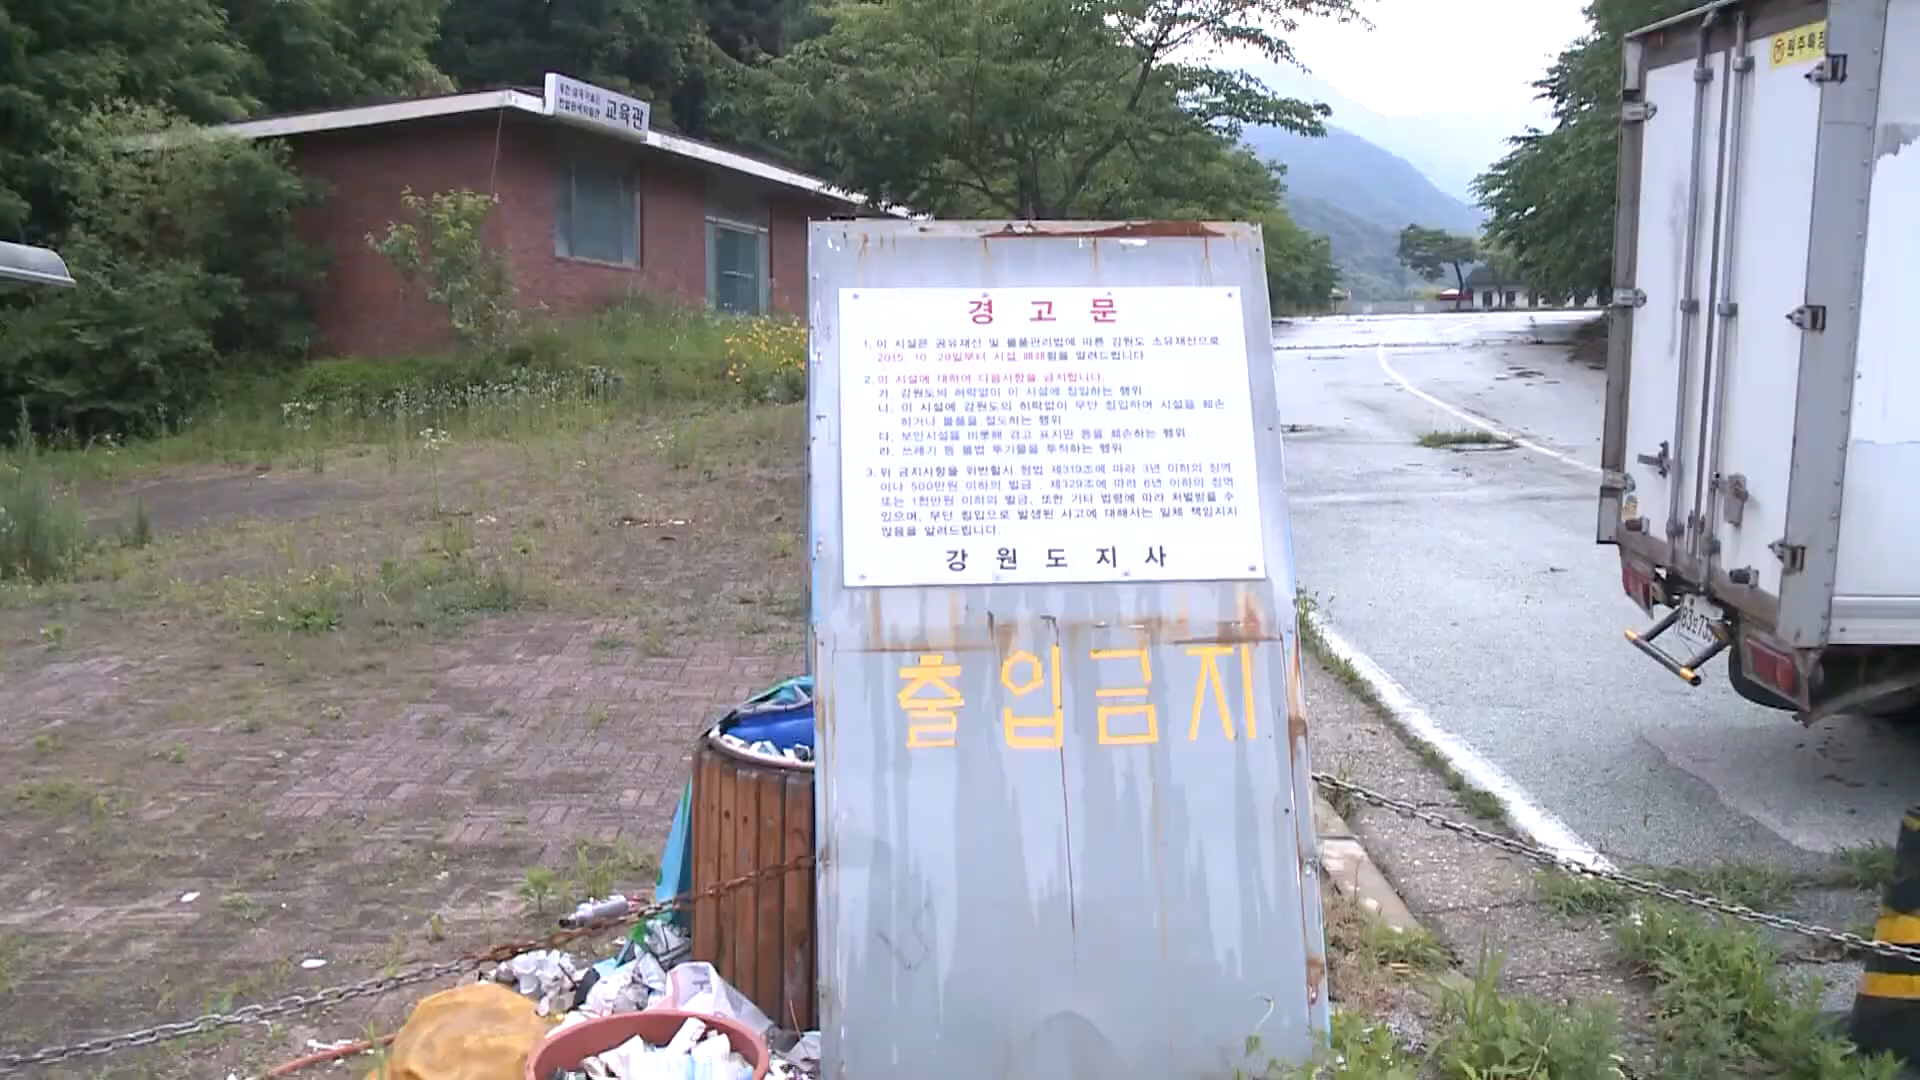 교육관
경고문
1. 이 시설은 공유재산 및 물품관리법에 따른 강원도 소유재산으로
2015. 10. 29일부터 시설 폐쇄됨을 알려드립니다
2. 이 시설에 대하여 다음사항을 금지합니다.
가. 강원도의 허락없이 이 시설에 침입하는 행위
나. 이 시설에 강원도의 허락없이 무단 침입하여 시설을 훼손
하거나 물품을 절도하는 행위
다. 보안시설을 비롯해 경고 표지판 등을 훼손하는 행위
라. 쓰레기 등 불법 투기물을 투척하는 행위
3. 위 금지사항을 위반할시 형법 제319조에 따라 3년 이하의 징역
이나 500만원 이하의 벌금, 제329조에 따라 6년 이하의 징역
또는 1천만원 이하의 벌금, 또한 기타 법령에 따라 처벌받을 수
있으며, 무단 침입으로 발생된 사고에 대해서는 일체 책임지지
않음을 알려드립니다.
강원도지사
출입금지